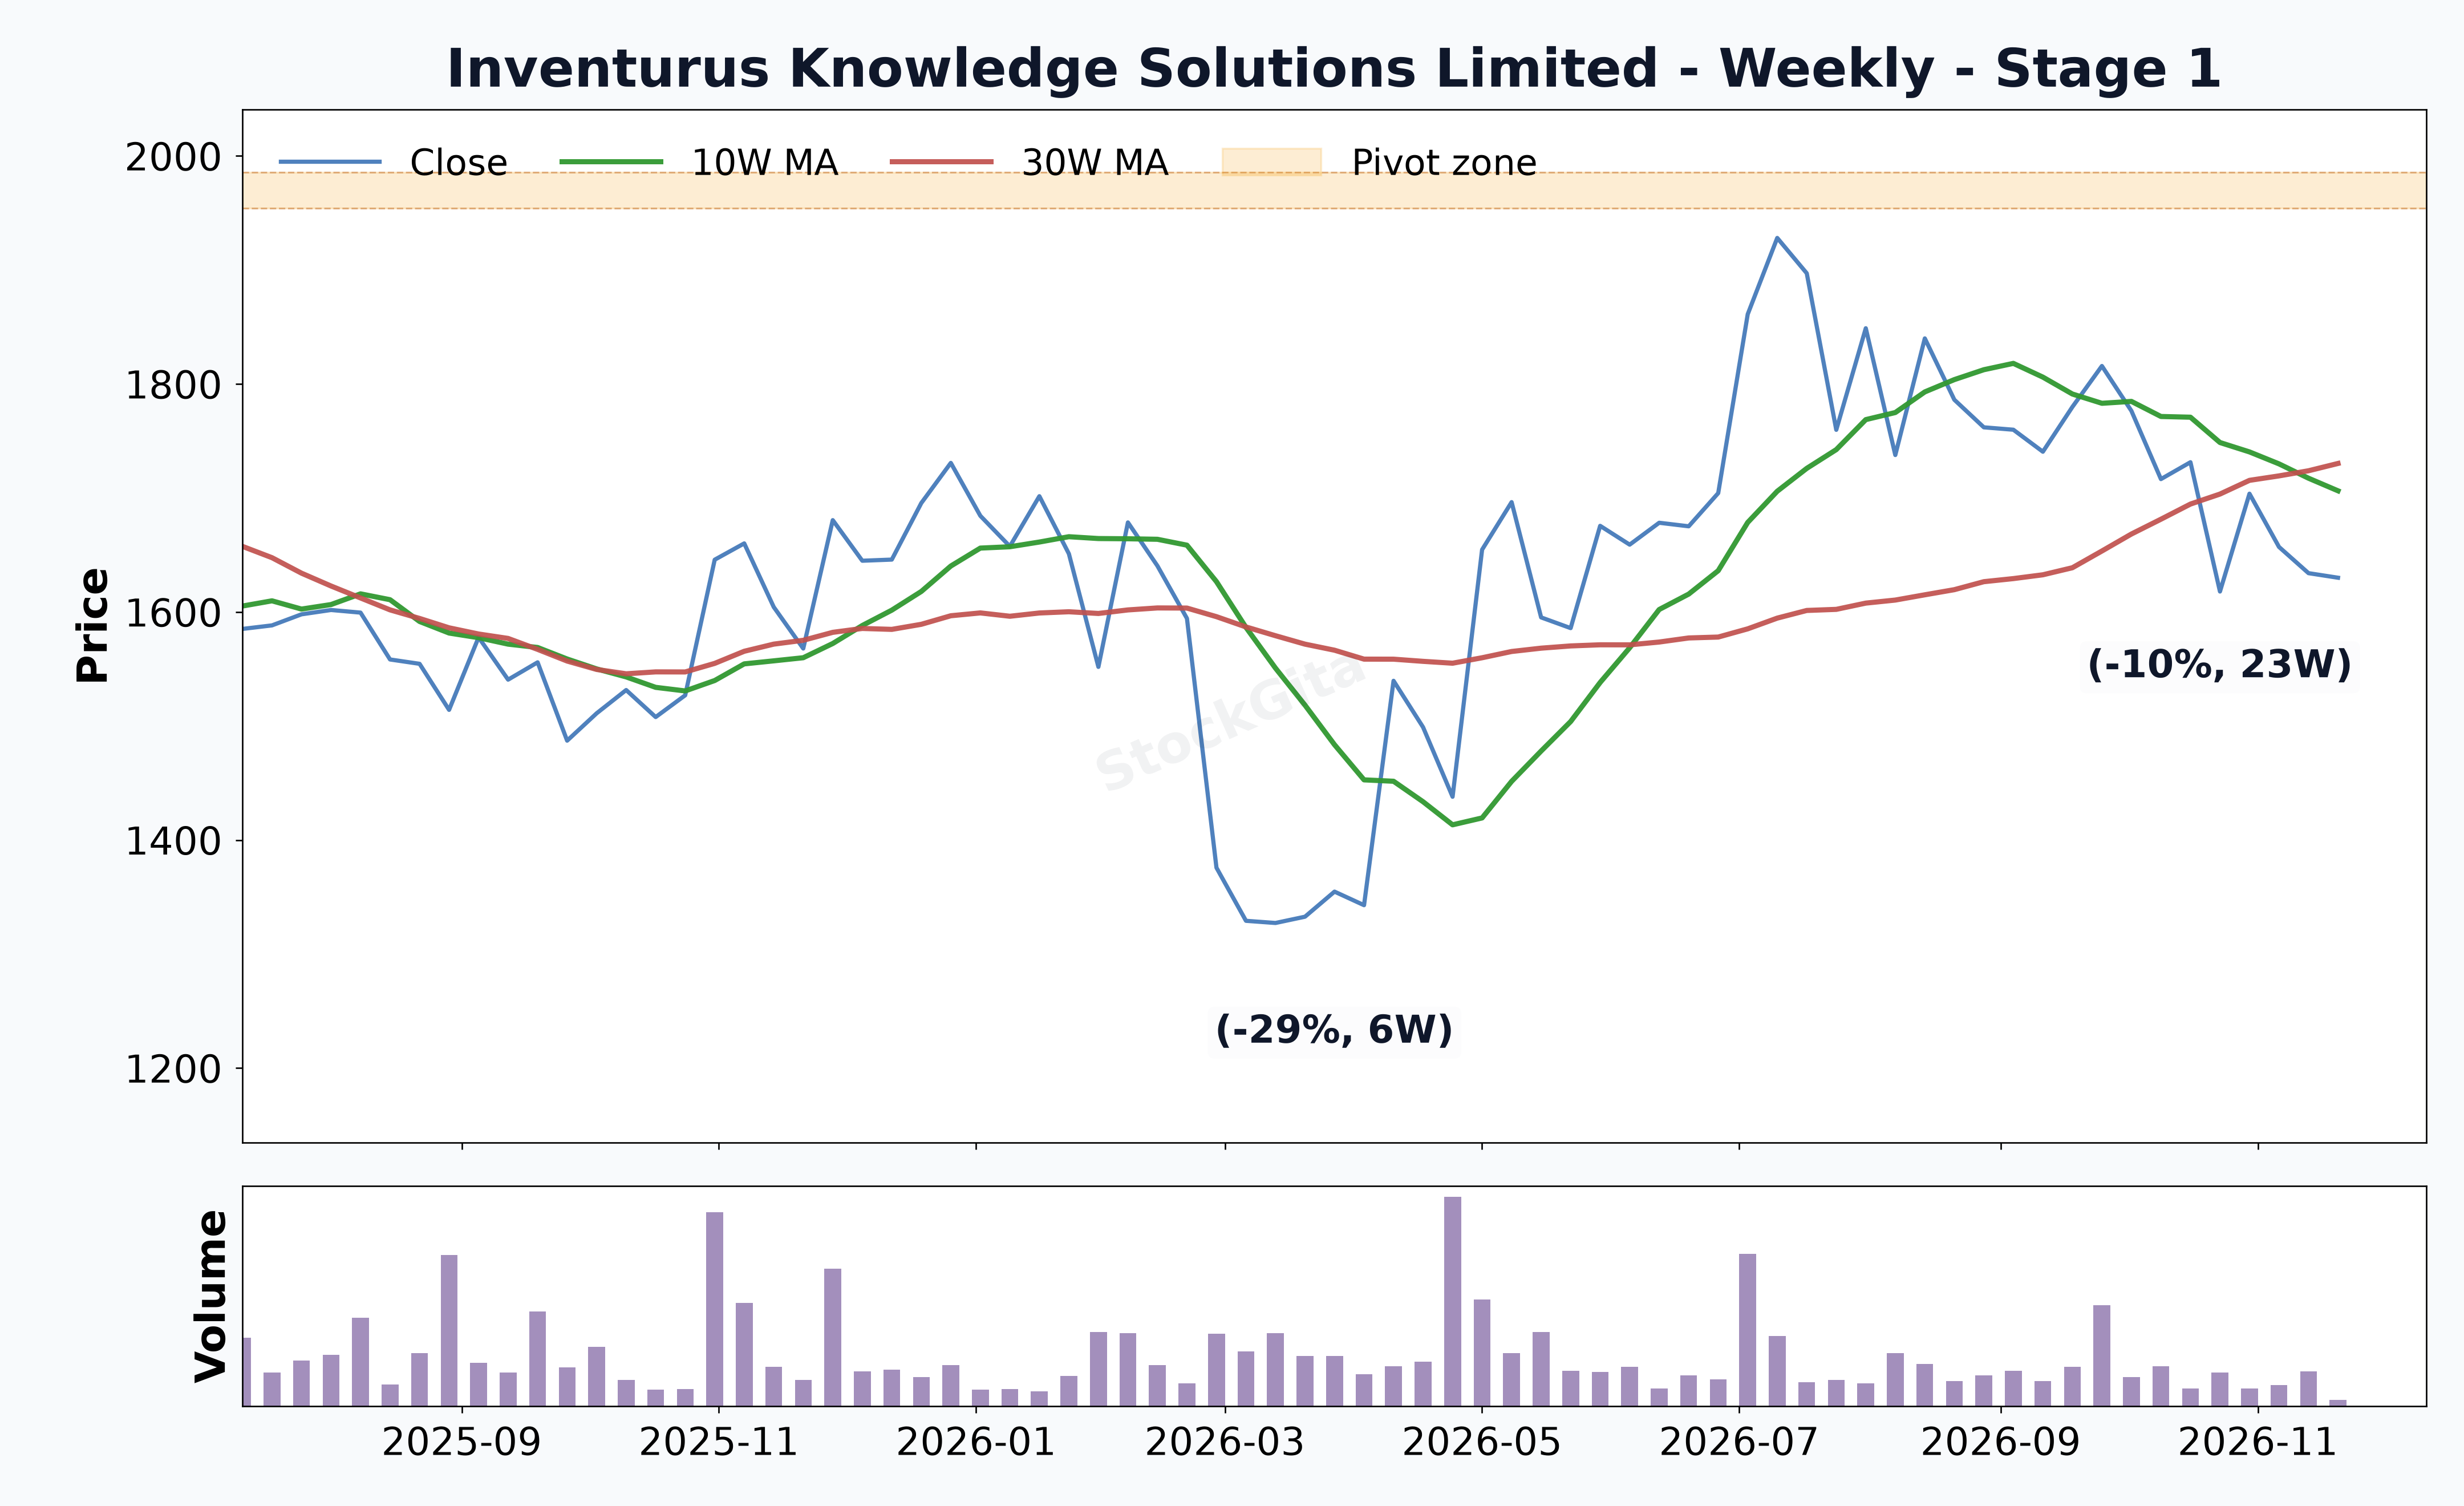 Inventurus Knowledge Solutions Limited - Weekly - Stage 1
Close 10W MA 30W MA Pivot zone
2000
1800
1600
1400
1200
Price
StockGita
(-10%, 23W)
(-29%, 6W)
Volume
2025-09 2025-11 2026-01 2026-03 2026-05 2026-07 2026-09 2026-11